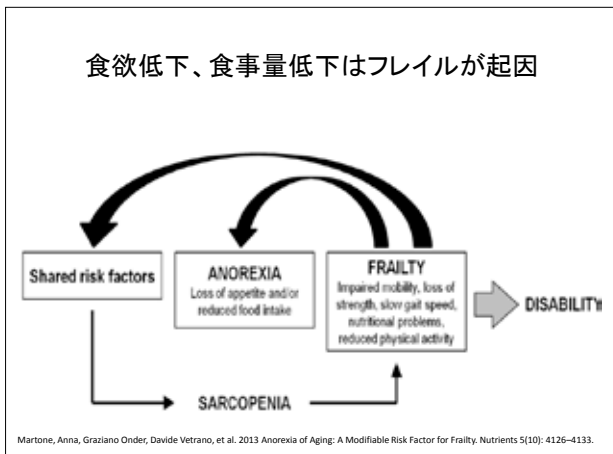 食欲低下、食事量低下はフレイルが起因
Shared risk factors
ANOREXIA
Loss of appetite and/or
reduced food intake
FRAILTY
Impaired mobility, loss of
strength, slow gait speed,
nutritional problems,
reduced physical activity
DISABILITY
SARCOPENIA
Martone, Anna, Graziano Onder, Davide Vetrano, et al. 2013 Anorexia of Aging: A Modifiable Risk Factor for Frailty. Nutrients 5(10): 4126–4133.